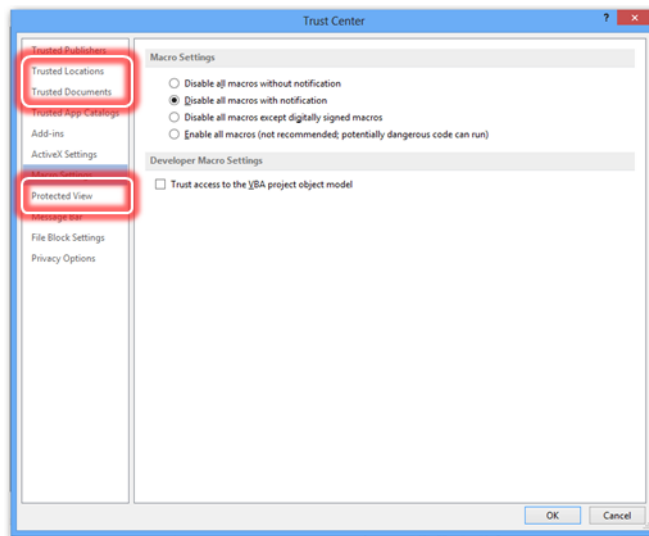 Trust Center
?
Trusted Publishers
Trusted Locations
Trusted Documents
Trusted App Catalogs
Add-ins
ActiveX Settings
Macro Settings
Protected View
Message Bar
File Block Settings
Privacy Options
Macro Settings
Disable all macros without notification
Disable all macros with notification
Disable all macros except digitally signed macros
Enable all macros (not recommended; potentially dangerous code can run)
Developer Macro Settings
Trust access to the VBA project object model
OK
Cancel